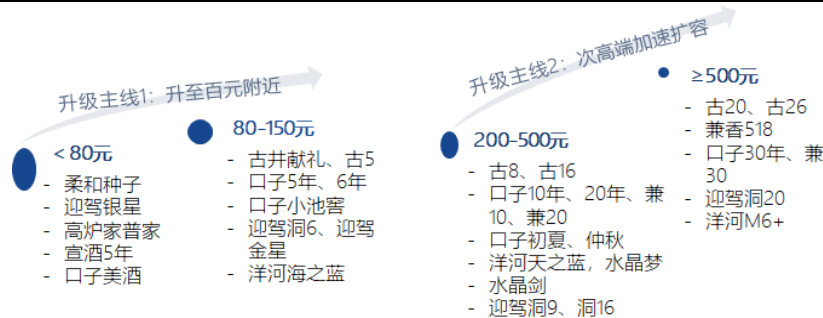 升级主线1：升至百元附近
＜80元
- 柔和种子
- 迎驾银星
- 高炉家普家
- 宣酒5年
- 口子美酒
80-150元
- 古井献礼、古5
- 口子5年、6年
- 口子小池窖
- 迎驾洞6、迎驾
金星
- 洋河海之蓝
升级主线2：次高端加速扩容
200-500元
- 古8、古16
- 口子10年、20年、兼
10、兼20
- 口子初夏、仲秋
- 洋河天之蓝，水晶梦
- 水晶剑
- 迎驾洞9、洞16
≥500元
- 古20、古26
- 兼香518
- 口子30年、兼
30
- 迎驾洞20
- 洋河M6+